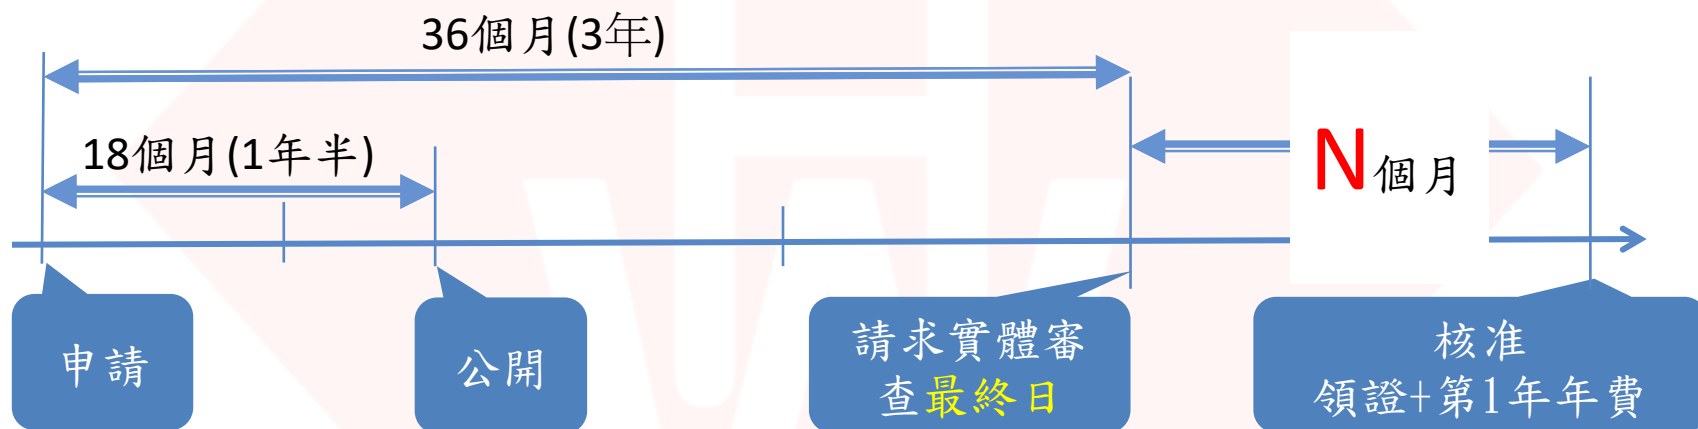 36個月(3年)
18個月(1年半)
N個月
申請
公開
請求實體審
查最終日
核准
領證+第1年年費